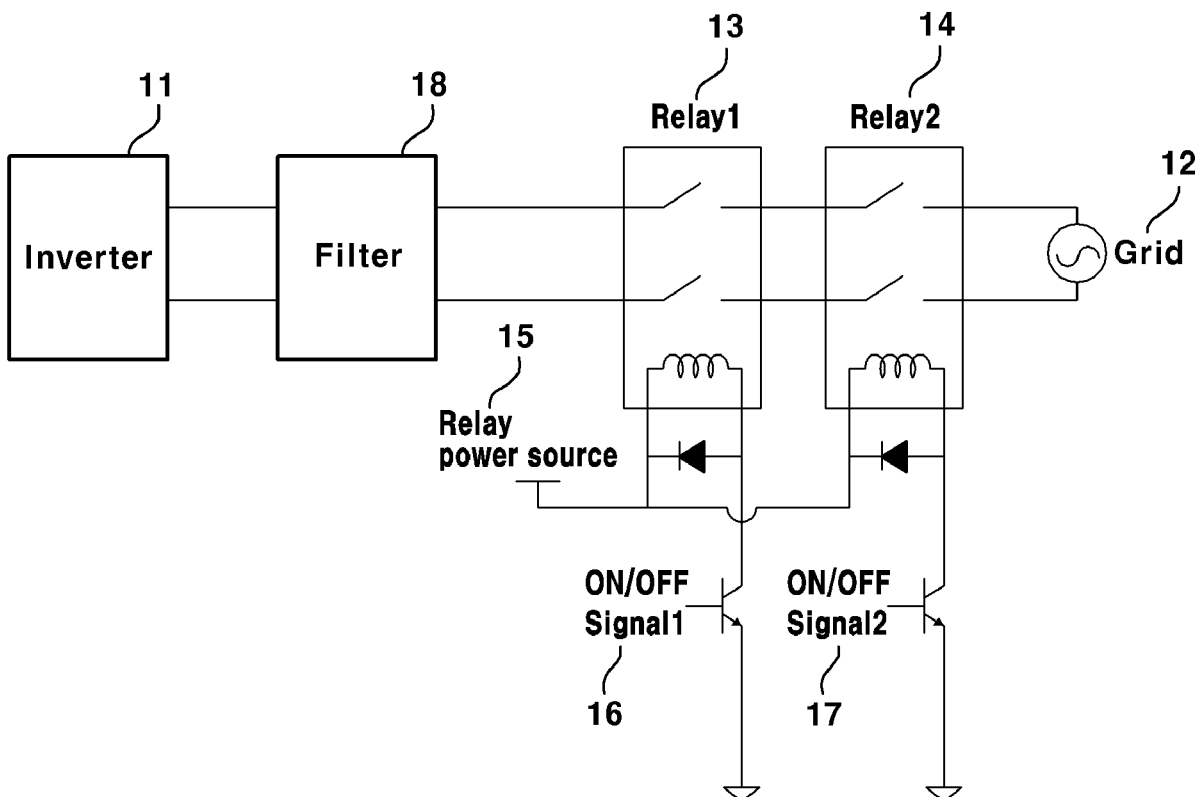 13
14
11
18
Relay1
Relay2
12
Inverter
Filter
Grid
15
Relay
power source
ON/OFF
Signal1
ON/OFF
Signal2
16
17